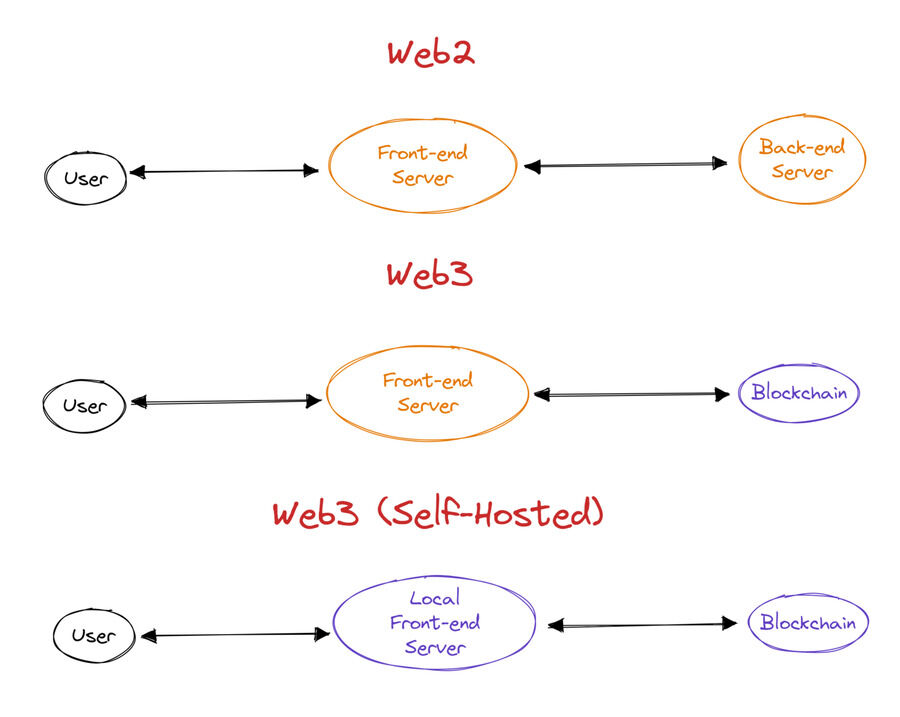 Web2
User
Front-end
Server
Back-end
Server
Web3
User
Front-end
Server
Blockchain
Web3 (Self-Hosted)
User
Local
Front-end
Server
Blockchain